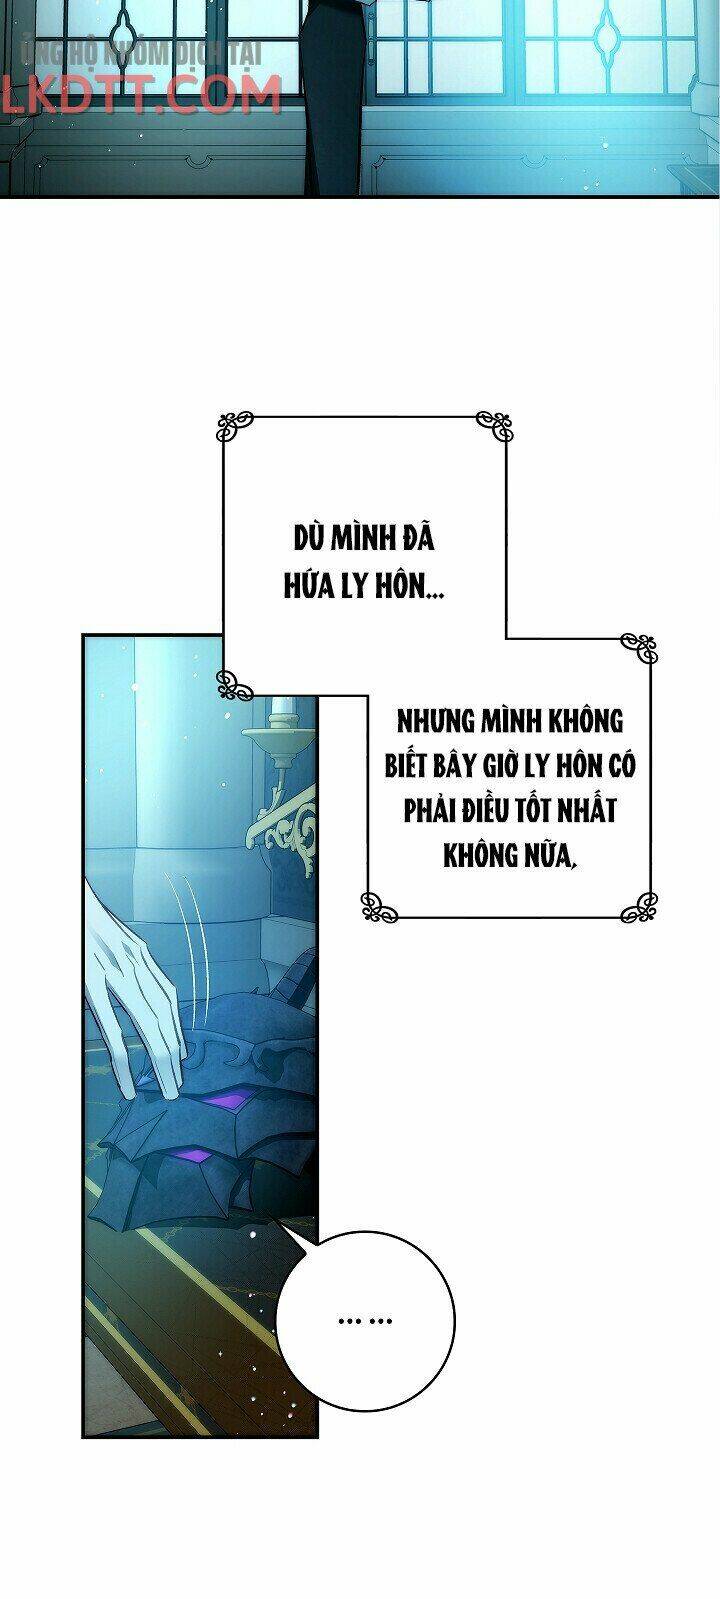 ỦNG HỘ NHÓM DỊCH TẠI
LKDTT.COM
DÙ MÌNH ĐÃ
HỨA LY HÔN...
NHƯNG MÌNH KHÔNG
BIẾT BÂY GIỜ LY HÔN CÓ
PHẢI ĐIỀU TỐT NHẤT
KHÔNG NỮA,
... ...